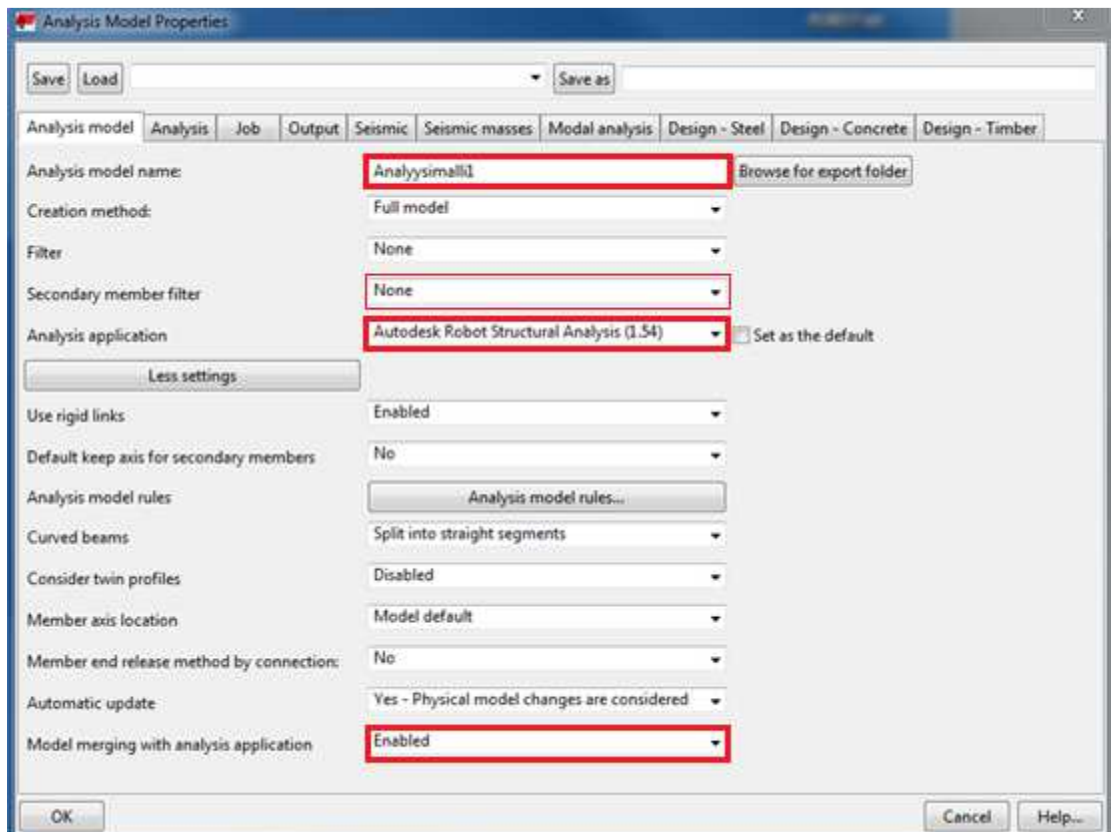 Analysis Model Properties
Save Load Save as
Analysis model Analysis Job Output Seismic Seismic masses Modal analysis Design - Steel Design - Concrete Design - Timber
Analysis model name: Analyysimalli1 Browse for export folder
Creation method: Full model
Filter None
Secondary member filter None
Analysis application Autodesk Robot Structural Analysis (1.54) Set as the default
Less settings
Use rigid links Enabled
Default keep axis for secondary members No
Analysis model rules Analysis model rules...
Curved beams Split into straight segments
Consider twin profiles Disabled
Member axis location Model default
Member end release method by connection: No
Automatic update Yes - Physical model changes are considered
Model merging with analysis application Enabled
OK Cancel Help...